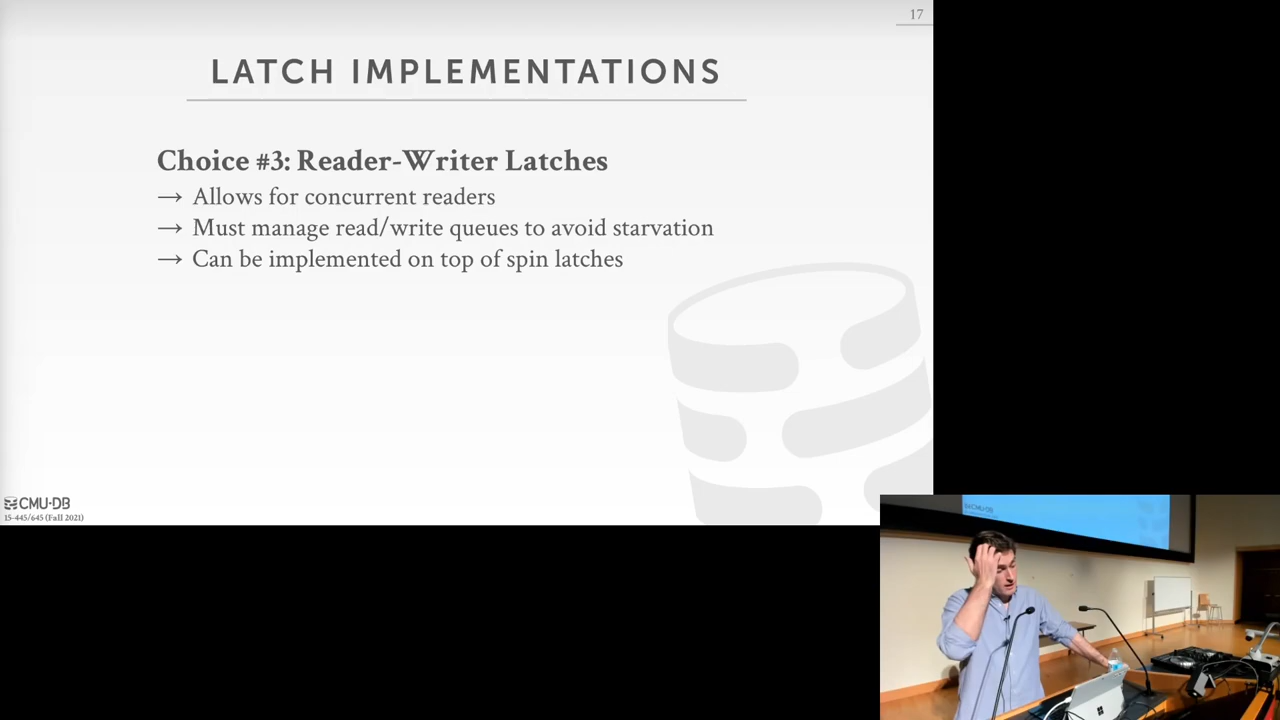 17
LATCH IMPLEMENTATIONS
Choice #3: Reader-Writer Latches
→ Allows for concurrent readers
→ Must manage read/write queues to avoid starvation
→ Can be implemented on top of spin latches
CMU·DB
15-445/645 (Fall 2021)